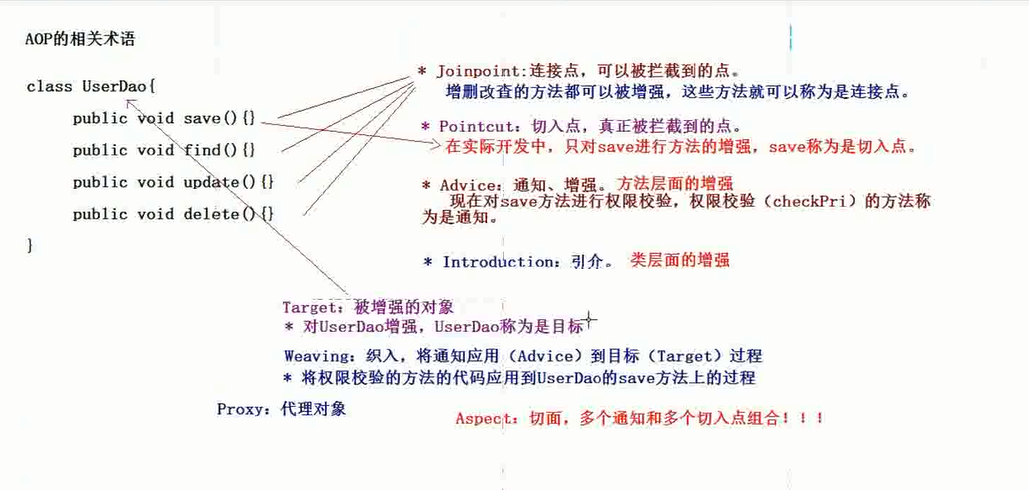 AOP的相关术语
class UserDao{
public void save(){}
public void find(){}
public void update(){}
public void delete(){}
}
* Joinpoint:连接点，可以被拦截到的点。
增删改查的方法都可以被增强，这些方法就可以称为是连接点。
* Pointcut：切入点，真正被拦截到的点。
在实际开发中，只对save进行方法的增强，save称为是切入点。
* Advice：通知、增强。方法层面的增强
现在对save方法进行权限校验，权限校验（checkPri）的方法称
为是通知。
* Introduction：引介。 类层面的增强
Target：被增强的对象
* 对UserDao增强，UserDao称为是目标
Weaving：织入，将通知应用（Advice）到目标（Target）过程
* 将权限校验的方法的代码应用到UserDao的save方法上的过程
Proxy：代理对象
Aspect：切面，多个通知和多个切入点组合！！！